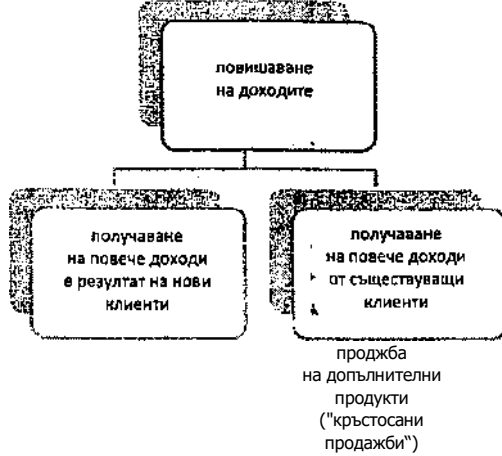 повишаване
на доходите
получаване
на повече доходи
в резултат на нови
клиенти
получаване
на повече доходи
от съществуващи
клиенти
проджба
на допълнителни
продукти
("кръстосани
продажби“)